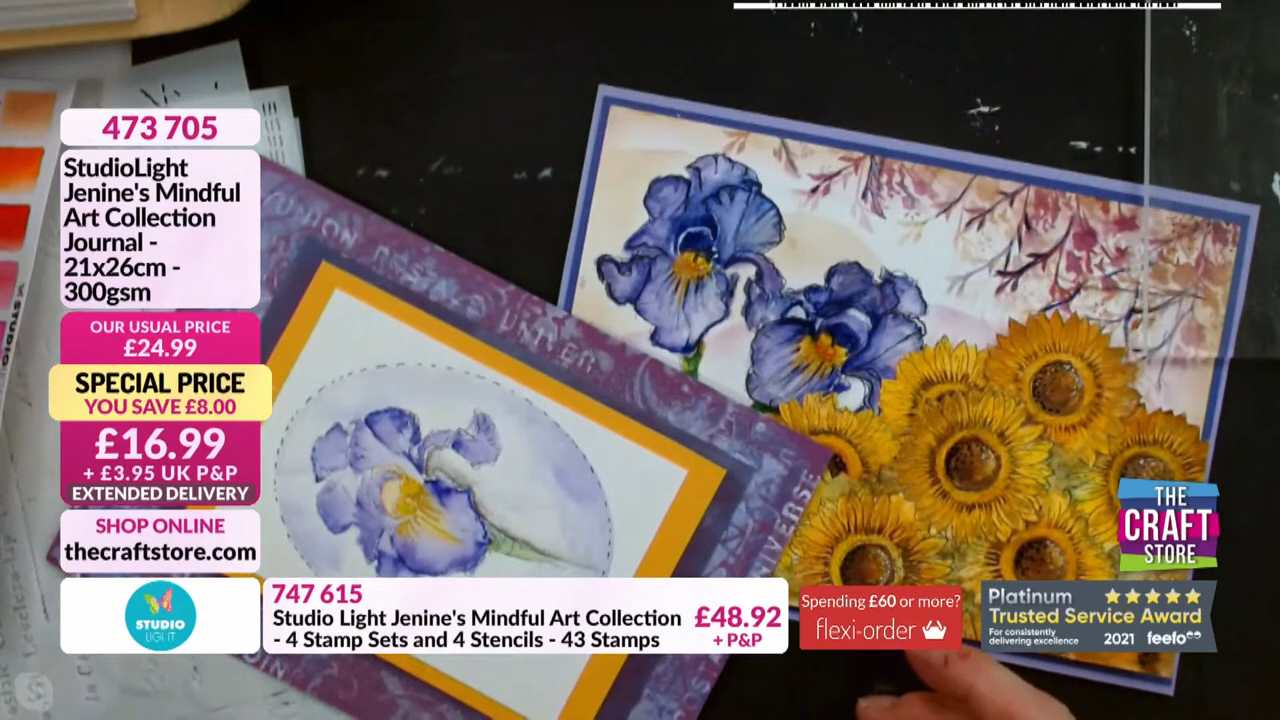 473 705
StudioLight
Jenine's Mindful
Art Collection
Journal -
21x26cm -
300gsm
OUR USUAL PRICE
£24.99
SPECIAL PRICE
YOU SAVE £8.00
£16.99
+ £3.95 UK P&P
EXTENDED DELIVERY
SHOP ONLINE
thecraftstore.com
STUDIO
LIGHT
747 615
Studio Light Jenine's Mindful Art Collection
- 4 Stamp Sets and 4 Stencils - 43 Stamps
£48.92
+ P&P
Spending £60 or more?
flexi-order
THE
CRAFT
STORE
Platinum
Trusted Service Award
For consistently
delivering excellence
2021 feefo